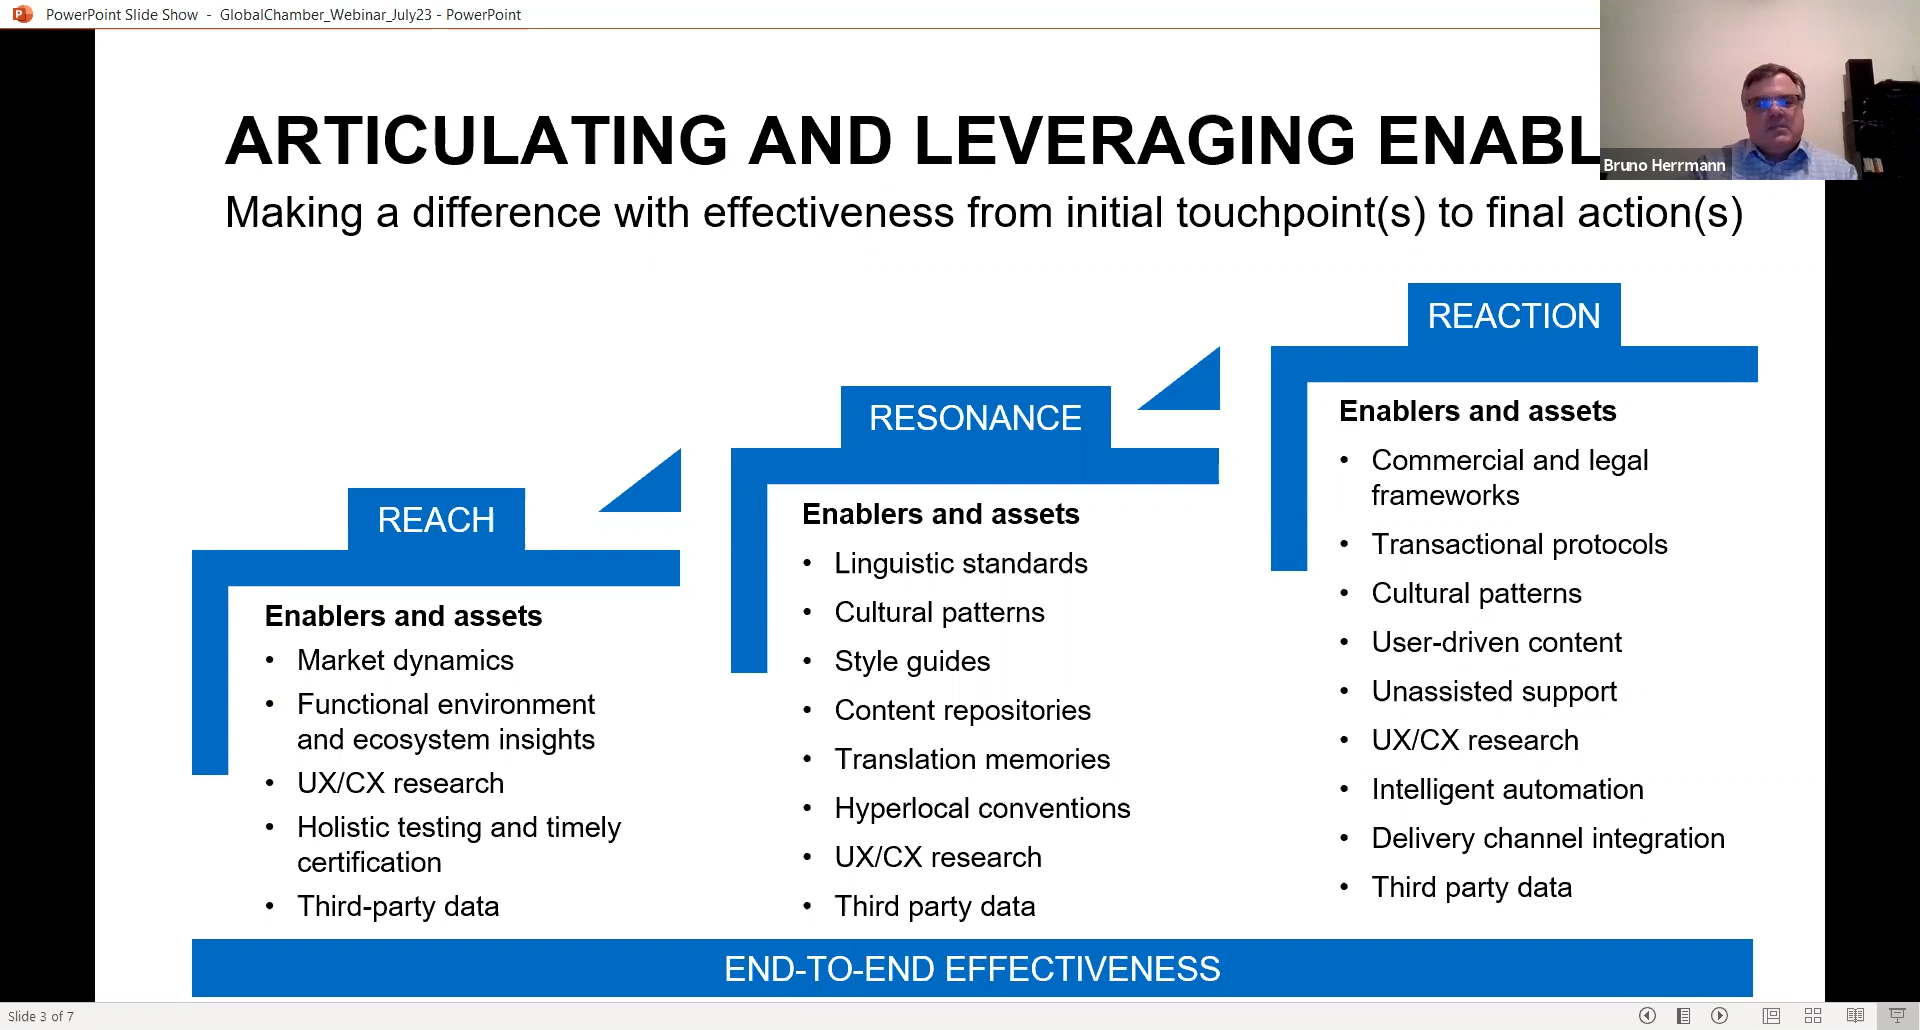 PowerPoint Slide Show - GlobalChamber_Webinar_July23 - PowerPoint
Bruno Herrmann
ARTICULATING AND LEVERAGING
Making a difference with effectiveness from initial touchpoint(s) to final action(s)
REACH
Enablers and assets
• Market dynamics
• Functional environment
and ecosystem insights
• UX/CX research
• Holistic testing and timely
certification
• Third-party data
RESONANCE
Enablers and assets
• Linguistic standards
• Cultural patterns
• Style guides
• Content repositories
• Translation memories
• Hyperlocal conventions
• UX/CX research
• Third party data
REACTION
Enablers and assets
• Commercial and legal
frameworks
• Transactional protocols
• Cultural patterns
• User-driven content
• Unassisted support
• UX/CX research
• Intelligent automation
• Delivery channel integration
• Third party data
END-TO-END EFFECTIVENESS
Slide 3 of 7